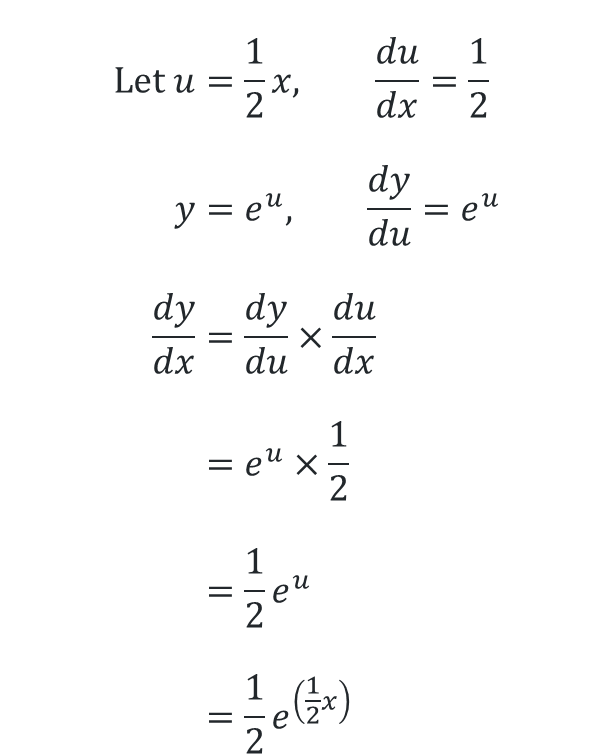 Let u = 1/2 x, du/dx = 1/2
y = e^u, dy/du = e^u
dy/dx = dy/du × du/dx
= e^u × 1/2
= 1/2 e^u
= 1/2 e^(1/2 x)